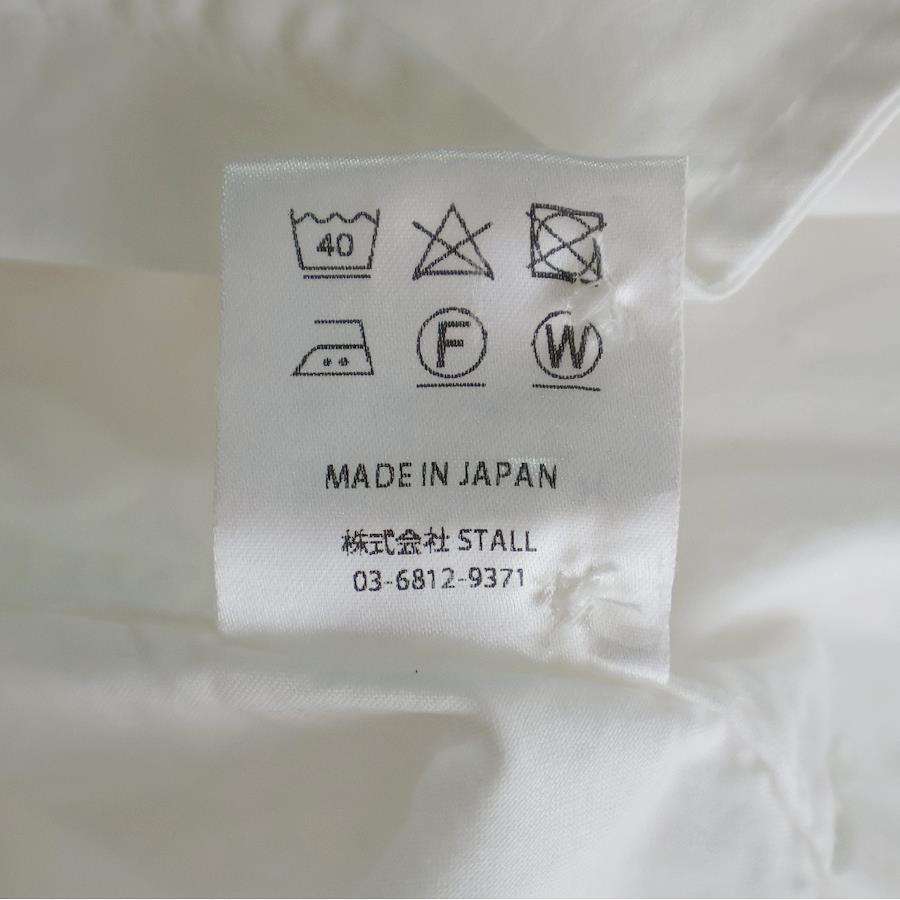 40
F W
MADE IN JAPAN
株式会社 STALL
03-6812-9371